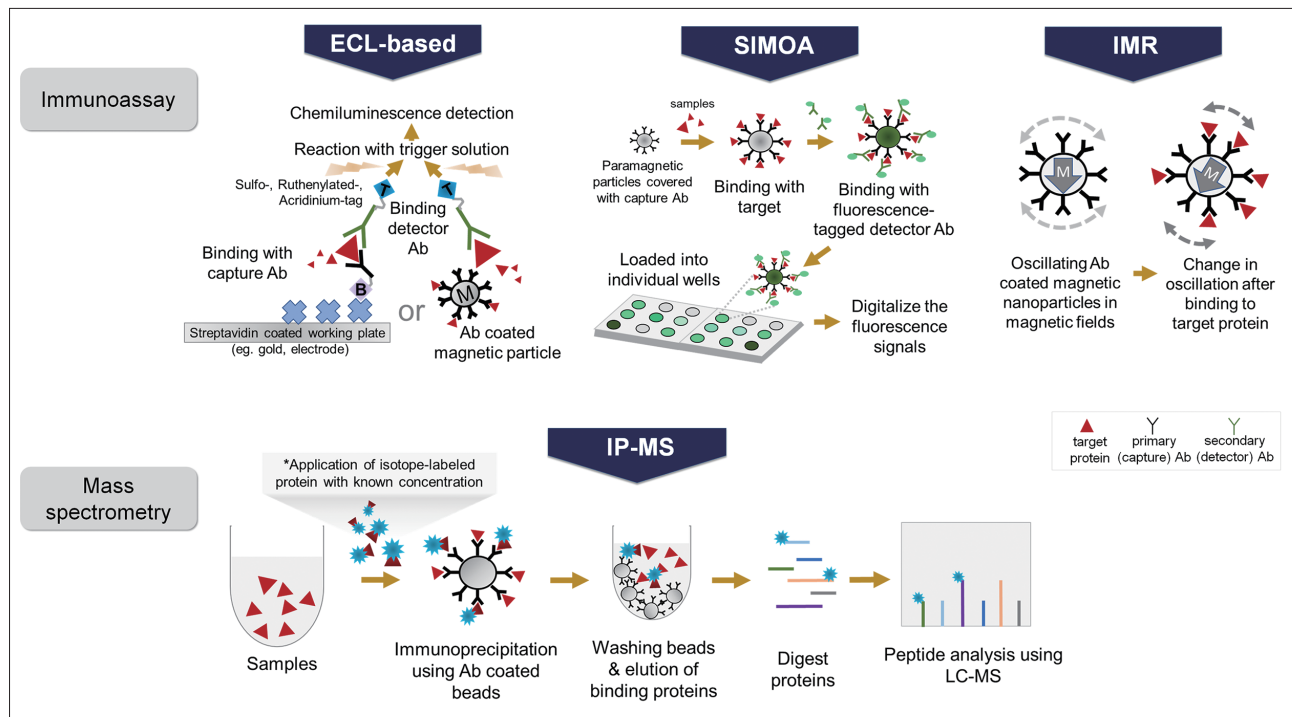 ECL-based
SIMOA
IMR
Immunoassay
Chemiluminescence detection
Reaction with trigger solution
Sulfo-, Ruthenylated-,
Acridinium-tag
T
T
Binding
detector
Ab
Binding with
capture Ab
B
M
or
Streptavidin coated working plate
(eg. gold, electrode)
Ab coated
magnetic particle
samples
Paramagnetic
particles covered
with capture Ab
Binding with
target
Binding with
fluorescence-
tagged detector Ab
Loaded into
individual wells
Digitalize the
fluorescence
signals
M
M
Oscillating Ab
coated magnetic
nanoparticles in
magnetic fields
Change in
oscillation after
binding to
target protein
target
protein
primary
(capture) Ab
secondary
(detector) Ab
IP-MS
Mass
spectrometry
*Application of isotope-labeled
protein with known concentration
Samples
Immunoprecipitation
using Ab coated
beads
Washing beads
& elution of
binding proteins
Digest
proteins
Peptide analysis using
LC-MS